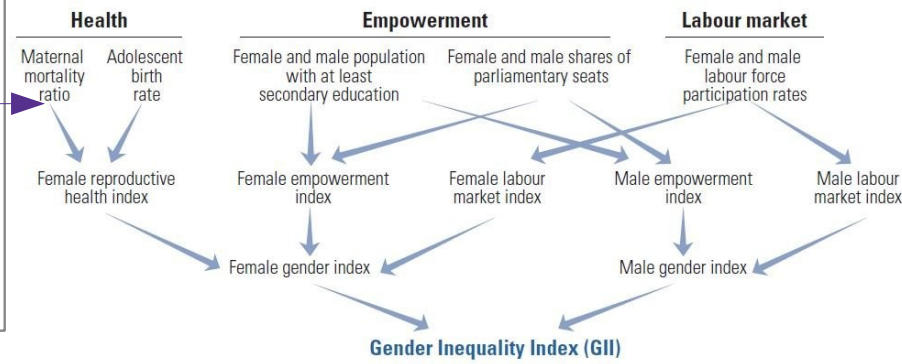 Health
Empowerment
Labour market
Maternal
mortality
ratio
Adolescent
birth
rate
Female and male population
with at least
secondary education
Female and male shares of
parliamentary seats
Female and male
labour force
participation rates
Female reproductive
health index
Female empowerment
index
Female labour
market index
Male empowerment
index
Male labour
market index
Female gender index
Male gender index
Gender Inequality Index (GII)